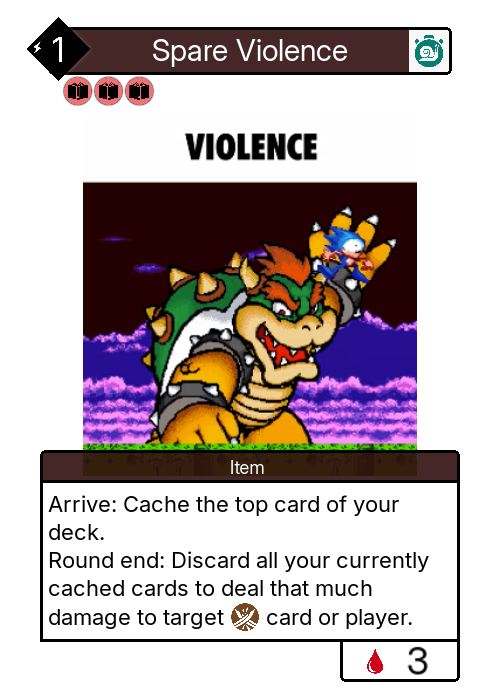 1
Spare Violence
VIOLENCE
Item
Arrive: Cache the top card of your
deck.
Round end: Discard all your currently
cached cards to deal that much
damage to target card or player.
3